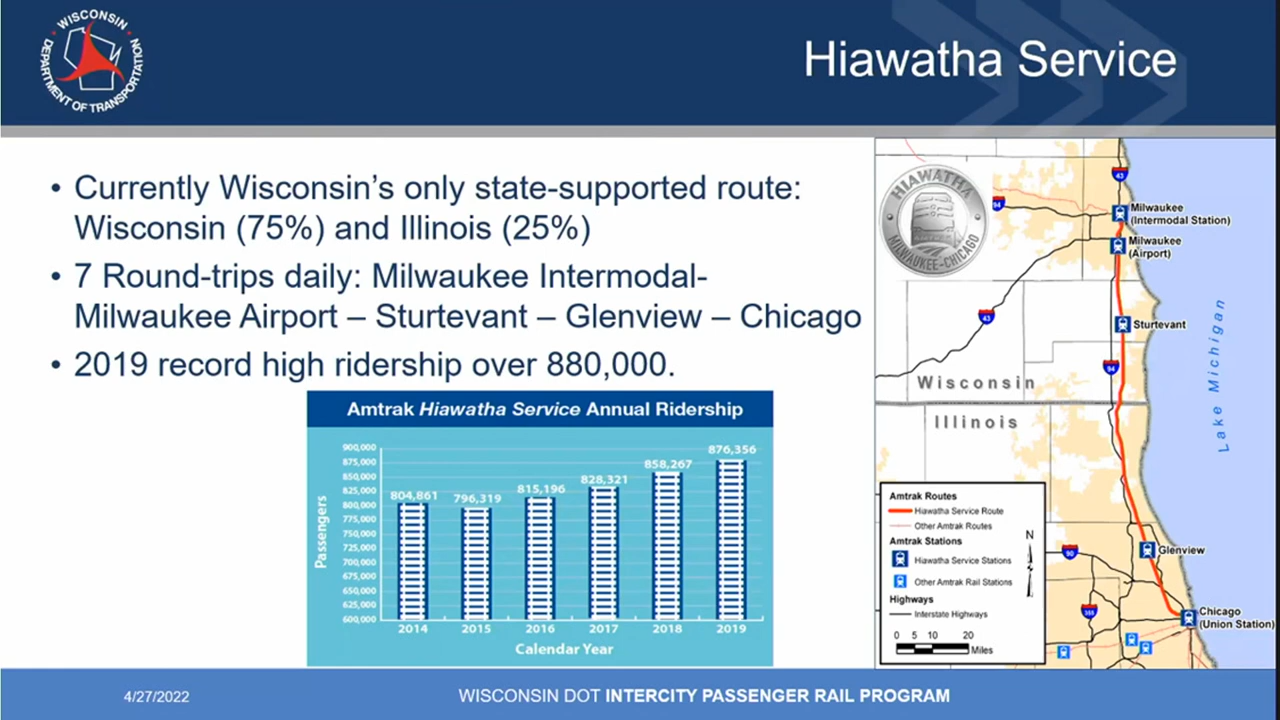 WISCONSIN
DEPARTMENT OF TRANSPORTATION
Hiawatha Service
• Currently Wisconsin's only state-supported route:
Wisconsin (75%) and Illinois (25%)
• 7 Round-trips daily: Milwaukee Intermodal-
Milwaukee Airport – Sturtevant – Glenview – Chicago
• 2019 record high ridership over 880,000.
Amtrak Hiawatha Service Annual Ridership
Passengers
900,000
875,000
850,000
825,000
800,000
775,000
750,000
725,000
700,000
675,000
650,000
625,000
600,000
804,861
796,319
815,196
828,321
858,267
876,356
2014 2015 2016 2017 2018 2019
Calendar Year
HIAWATHA
MILWAUKEE-CHICAGO
43
94
Milwaukee
(Intermodal Station)
Milwaukee
(Airport)
43
Sturtevant
94
Wisconsin
Illinois
Lake Michigan
Amtrak Routes
Hiawatha Service Route
Other Amtrak Routes
Amtrak Stations
Hiawatha Service Stations
Other Amtrak Rail Stations
Highways
Interstate Highways
N
0 5 10 20
Miles
90
Glenview
Chicago
(Union Station)
4/27/2022
WISCONSIN DOT INTERCITY PASSENGER RAIL PROGRAM